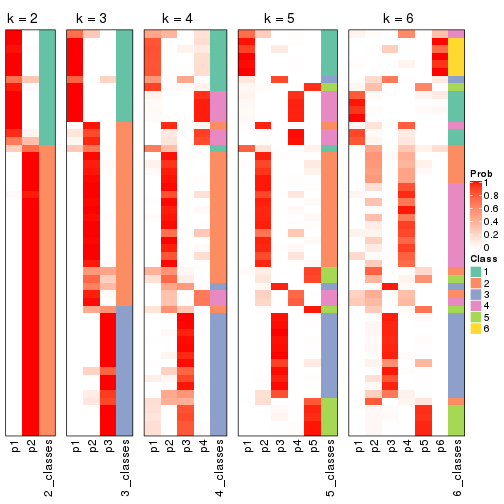 k = 2
k = 3
k = 4
k = 5
k = 6
p1
p2
2_classes
p1
p2
p3
3_classes
p1
p2
p3
p4
4_classes
p1
p2
p3
p4
p5
5_classes
p1
p2
p3
p4
p5
p6
6_classes
Prob
1
0.8
0.6
0.4
0.2
0
Class
1
2
3
4
5
6